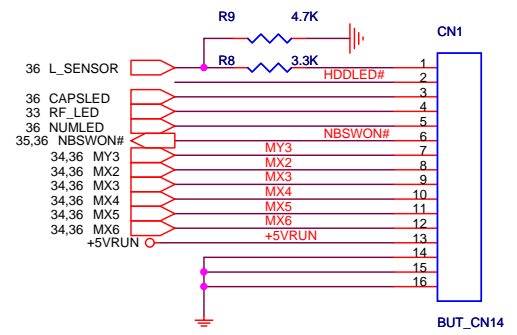 R9 4.7K
CN1
R8 3.3K
36 L_SENSOR 1
HDDLED# 2
36 CAPSLED 3
33 RF_LED 4
36 NUMLED 5
35,36 NBSWON# NBSWON# 6
34,36 MY3 MY3 7
34,36 MX2 MX2 8
34,36 MX3 MX3 9
34,36 MX4 MX4 10
34,36 MX5 MX5 11
34,36 MX6 MX6 12
+5VRUN +5VRUN 13
14
15
16
BUT_CN14